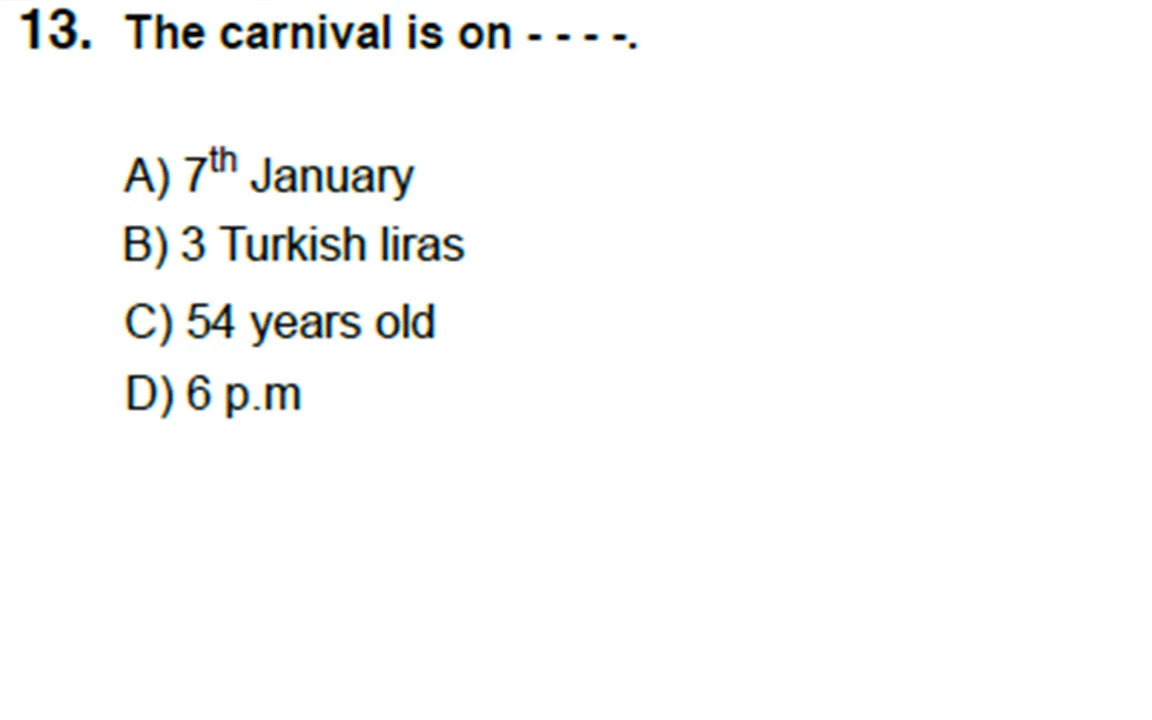 13. The carnival is on - - - -.
A) 7th January
B) 3 Turkish liras
C) 54 years old
D) 6 p.m